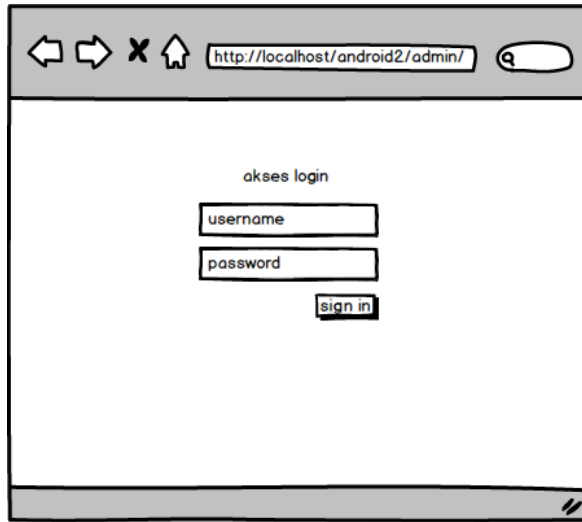 http://localhost/android2/admin/
akses login
username
password
sign in